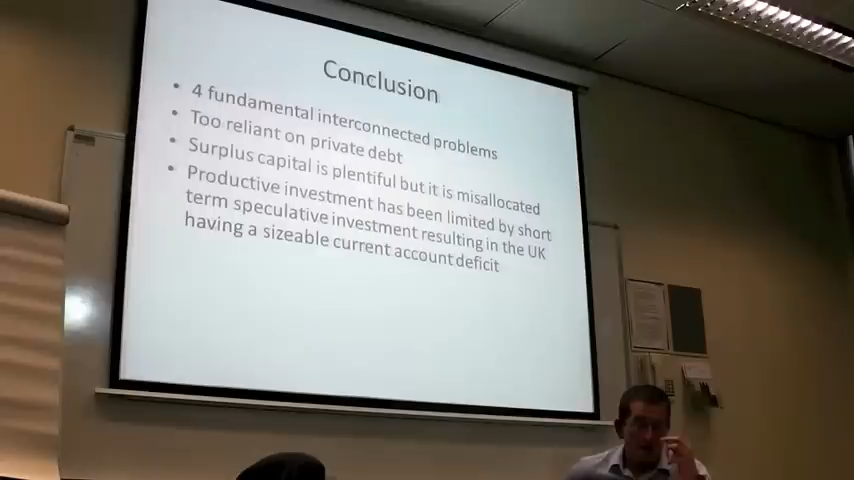 Conclusion
• 4 fundamental interconnected problems
• Too reliant on private debt
• Surplus capital is plentiful but it is misallocated
• Productive investment has been limited by short
term speculative investment resulting in the UK
having a sizeable current account deficit